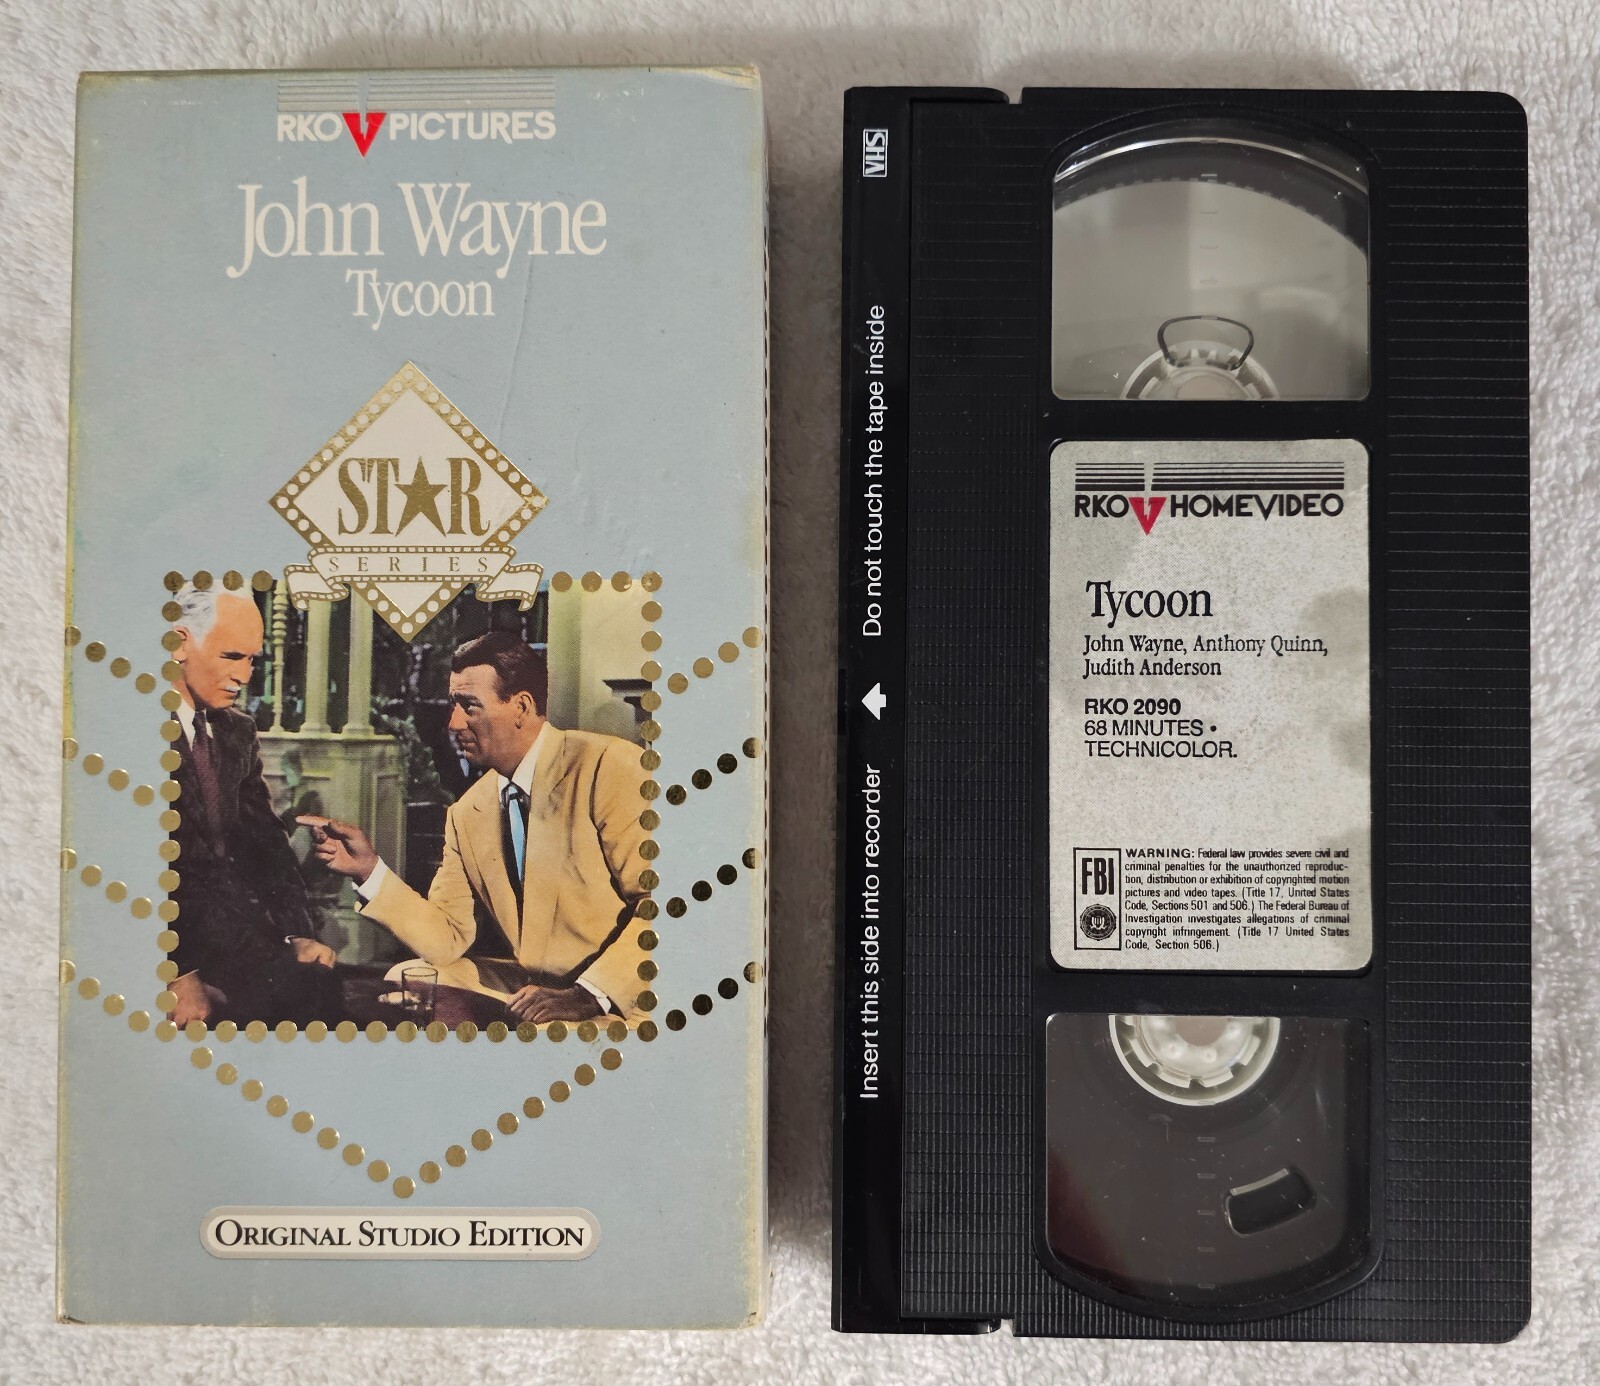 RKO PICTURES
John Wayne
Tycoon
STAR
SERIES
ORIGINAL STUDIO EDITION
VHS
Do not touch the tape inside
Insert this side into recorder
RKO HOMEVIDEO
Tycoon
John Wayne, Anthony Quinn,
Judith Anderson
RKO 2090
68 MINUTES •
TECHNICOLOR.
FBI
WARNING: Federal law provides severe civil and
criminal penalties for the unauthorized reproduc-
tion, distribution or exhibition of copyrighted motion
pictures and video tapes. (Title 17, United States
Code, Sections 501 and 506.) The Federal Bureau of
Investigation investigates allegations of criminal
copyright infringement. (Title 17 United States
Code, Section 506.)